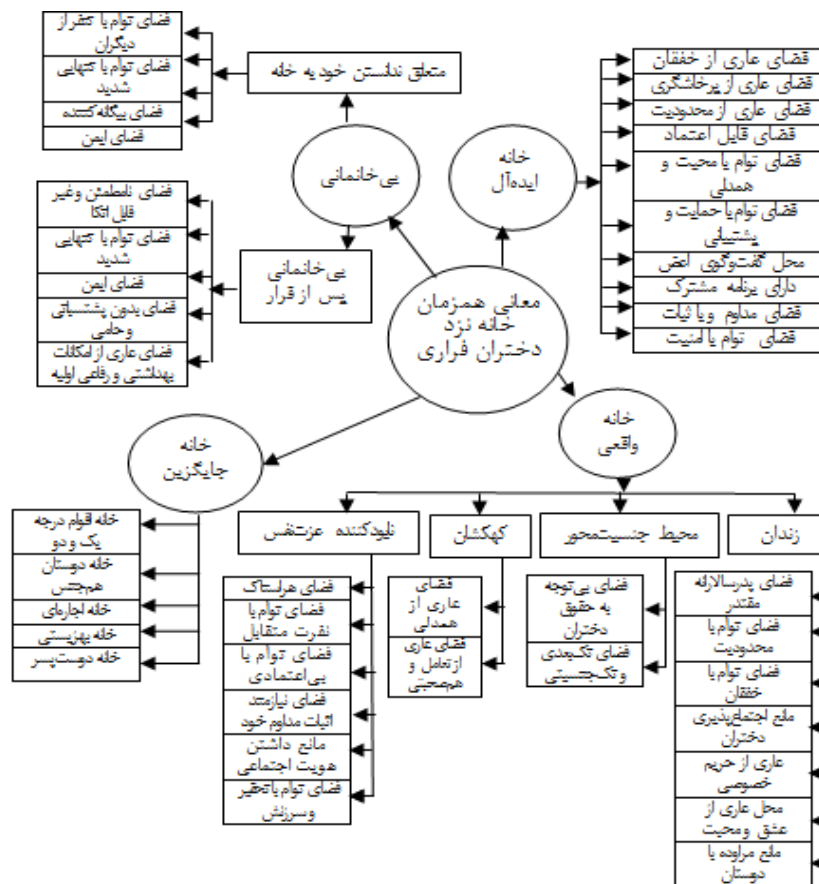 فضای توأم با تنفر از
دیگران
فضای توأم با تنهایی
شدید
فضای بیگانه‌کننده
فضای ایمن
متعلق ندانستن خود به خانه
بی‌خانمانی
خانه
ایده‌آل
فضای عاری از خفقان
فضای عاری از پرخاشگری
فضای عاری از محدودیت
فضای قابل اعتماد
فضای توأم با محبت و
همدلی
فضای توأم با حمایت و
پشتیبانی
محل گفت‌وگوی اعض
دارای برنامه مشترک
فضای مداوم و با ثبات
فضای توأم با امنیت
فضای نامطمئن و غیر
قابل اتکا
فضای توأم با تنهایی
شدید
فضای ایمن
فضای بدون پشتیبانی
و حامی
فضای عاری از امکانات
بهداشتی و رفاهی اولیه
بی‌خانمانی
پس از فرار
معانی همزمان
خانه نزد
دختران فراری
خانه
واقعی
خانه
جایگزین
خانه اقوام درجه
یک و دو
خانه دوستان
هم‌جنس
خانه اجاره‌ای
خانه بهزیستی
خانه دوست‌پسر
زندان
محیط جنسیت‌محور
کهکشان
نابودکننده عزت‌نفس
فضای پدرسالارانه
مقتدر
فضای توأم با
محدودیت
فضای توأم با
خفقان
مانع اجتماع‌پذیری
دختران
عاری از حریم
خصوصی
محل عاری از
عشق و محبت
مانع مراوده با
دوستان
فضای بی‌توجه
به حقوق
دختران
فضای تک‌بعدی
و تک‌جنسیتی
فضای
عاری از
همدلی
فضای عاری
از تعامل و
هم‌صحبتی
فضای هراسناک
فضای توأم با
نفرت متقابل
فضای توأم با
بی‌اعتمادی
فضای نیازمند
اثبات مداوم خود
مانع داشتن
هویت اجتماعی
فضای توأم با تحقیر
و سرزنش